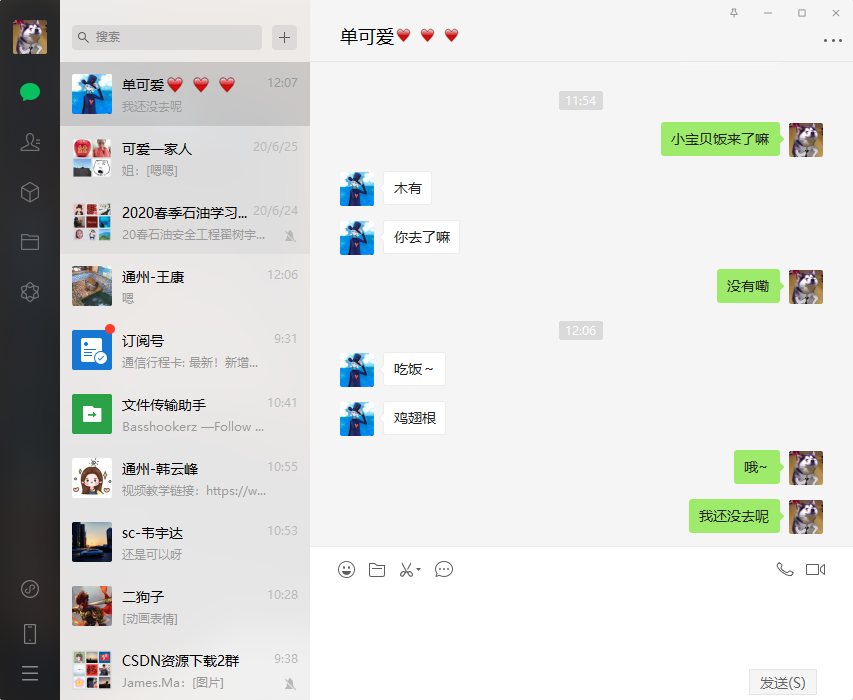 搜索
单可爱❤ ❤ ❤
12:07
我还没去呢
可爱一家人
20/6/25
姐：[嗯嗯]
2020春季石油学习...
20/6/24
20春石油安全工程翟树宇...
通州-王康
12:06
嗯
订阅号
9:31
通信行程卡: 最新！新增...
文件传输助手
10:41
Basshookerz —Follow ...
通州-韩云峰
10:55
视频教学链接：https://w...
sc-韦宇达
10:53
还是可以呀
二狗子
10:28
[动画表情]
CSDN资源下载2群
9:38
James.Ma：[图片]
单可爱❤ ❤ ❤
11:54
小宝贝饭来了嘛
木有
你去了嘛
没有嘞
12:06
吃饭～
鸡翅根
哦~
我还没去呢
发送(S)